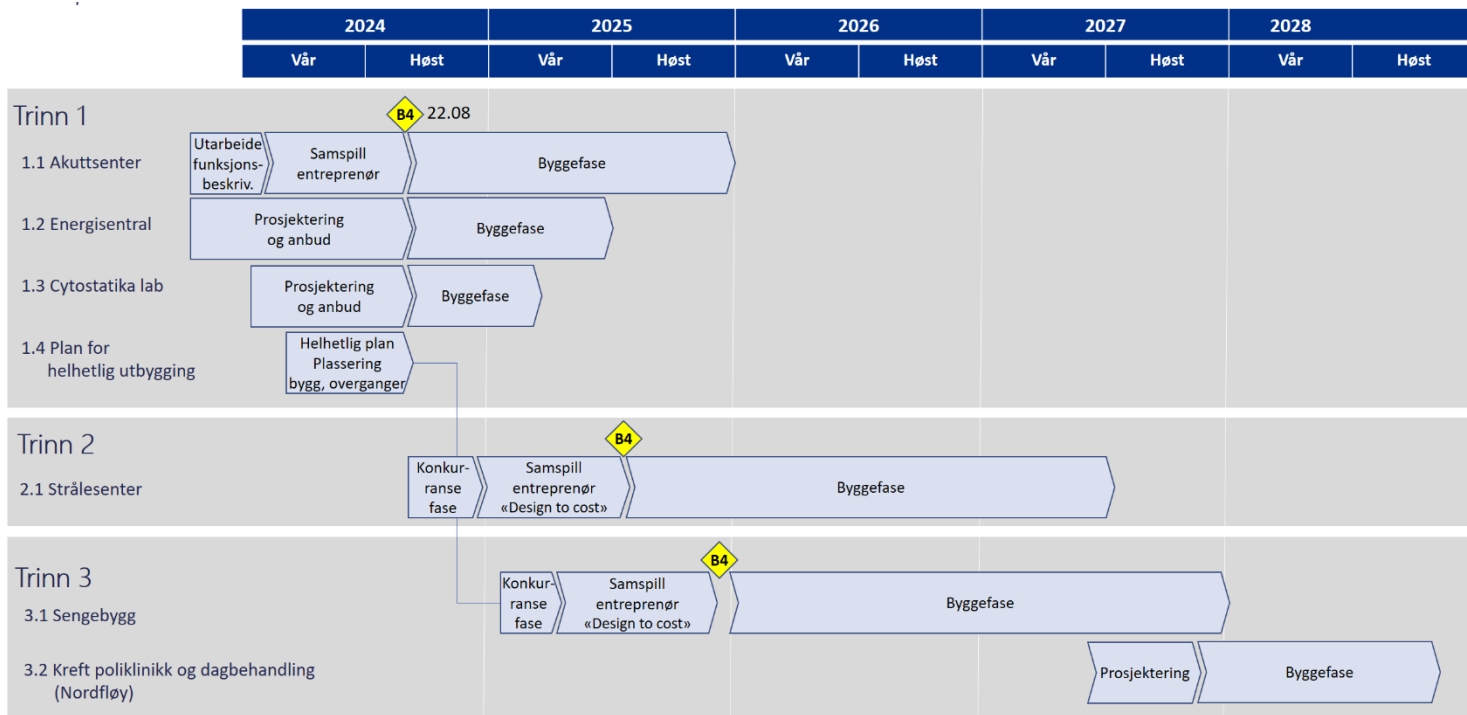 2024 2025 2026 2027 2028
Vår Høst Vår Høst Vår Høst Vår Høst Vår Høst
Trinn 1
B4 22.08
1.1 Akuttsenter
Utarbeide
funksjons-
beskriv.
Samspill
entreprenør
Byggefase
1.2 Energisentral
Prosjektering
og anbud
Byggefase
1.3 Cytostatika lab
Prosjektering
og anbud
Byggefase
1.4 Plan for
helhetlig utbygging
Helhetlig plan
Plassering
bygg, overganger
Trinn 2
B4
2.1 Strålesenter
Konkur-
ranse
fase
Samspill
entreprenør
«Design to cost»
Byggefase
Trinn 3
B4
3.1 Sengebygg
Konkur-
ranse
fase
Samspill
entreprenør
«Design to cost»
Byggefase
3.2 Kreft poliklinikk og dagbehandling
(Nordfløy)
Prosjektering
Byggefase